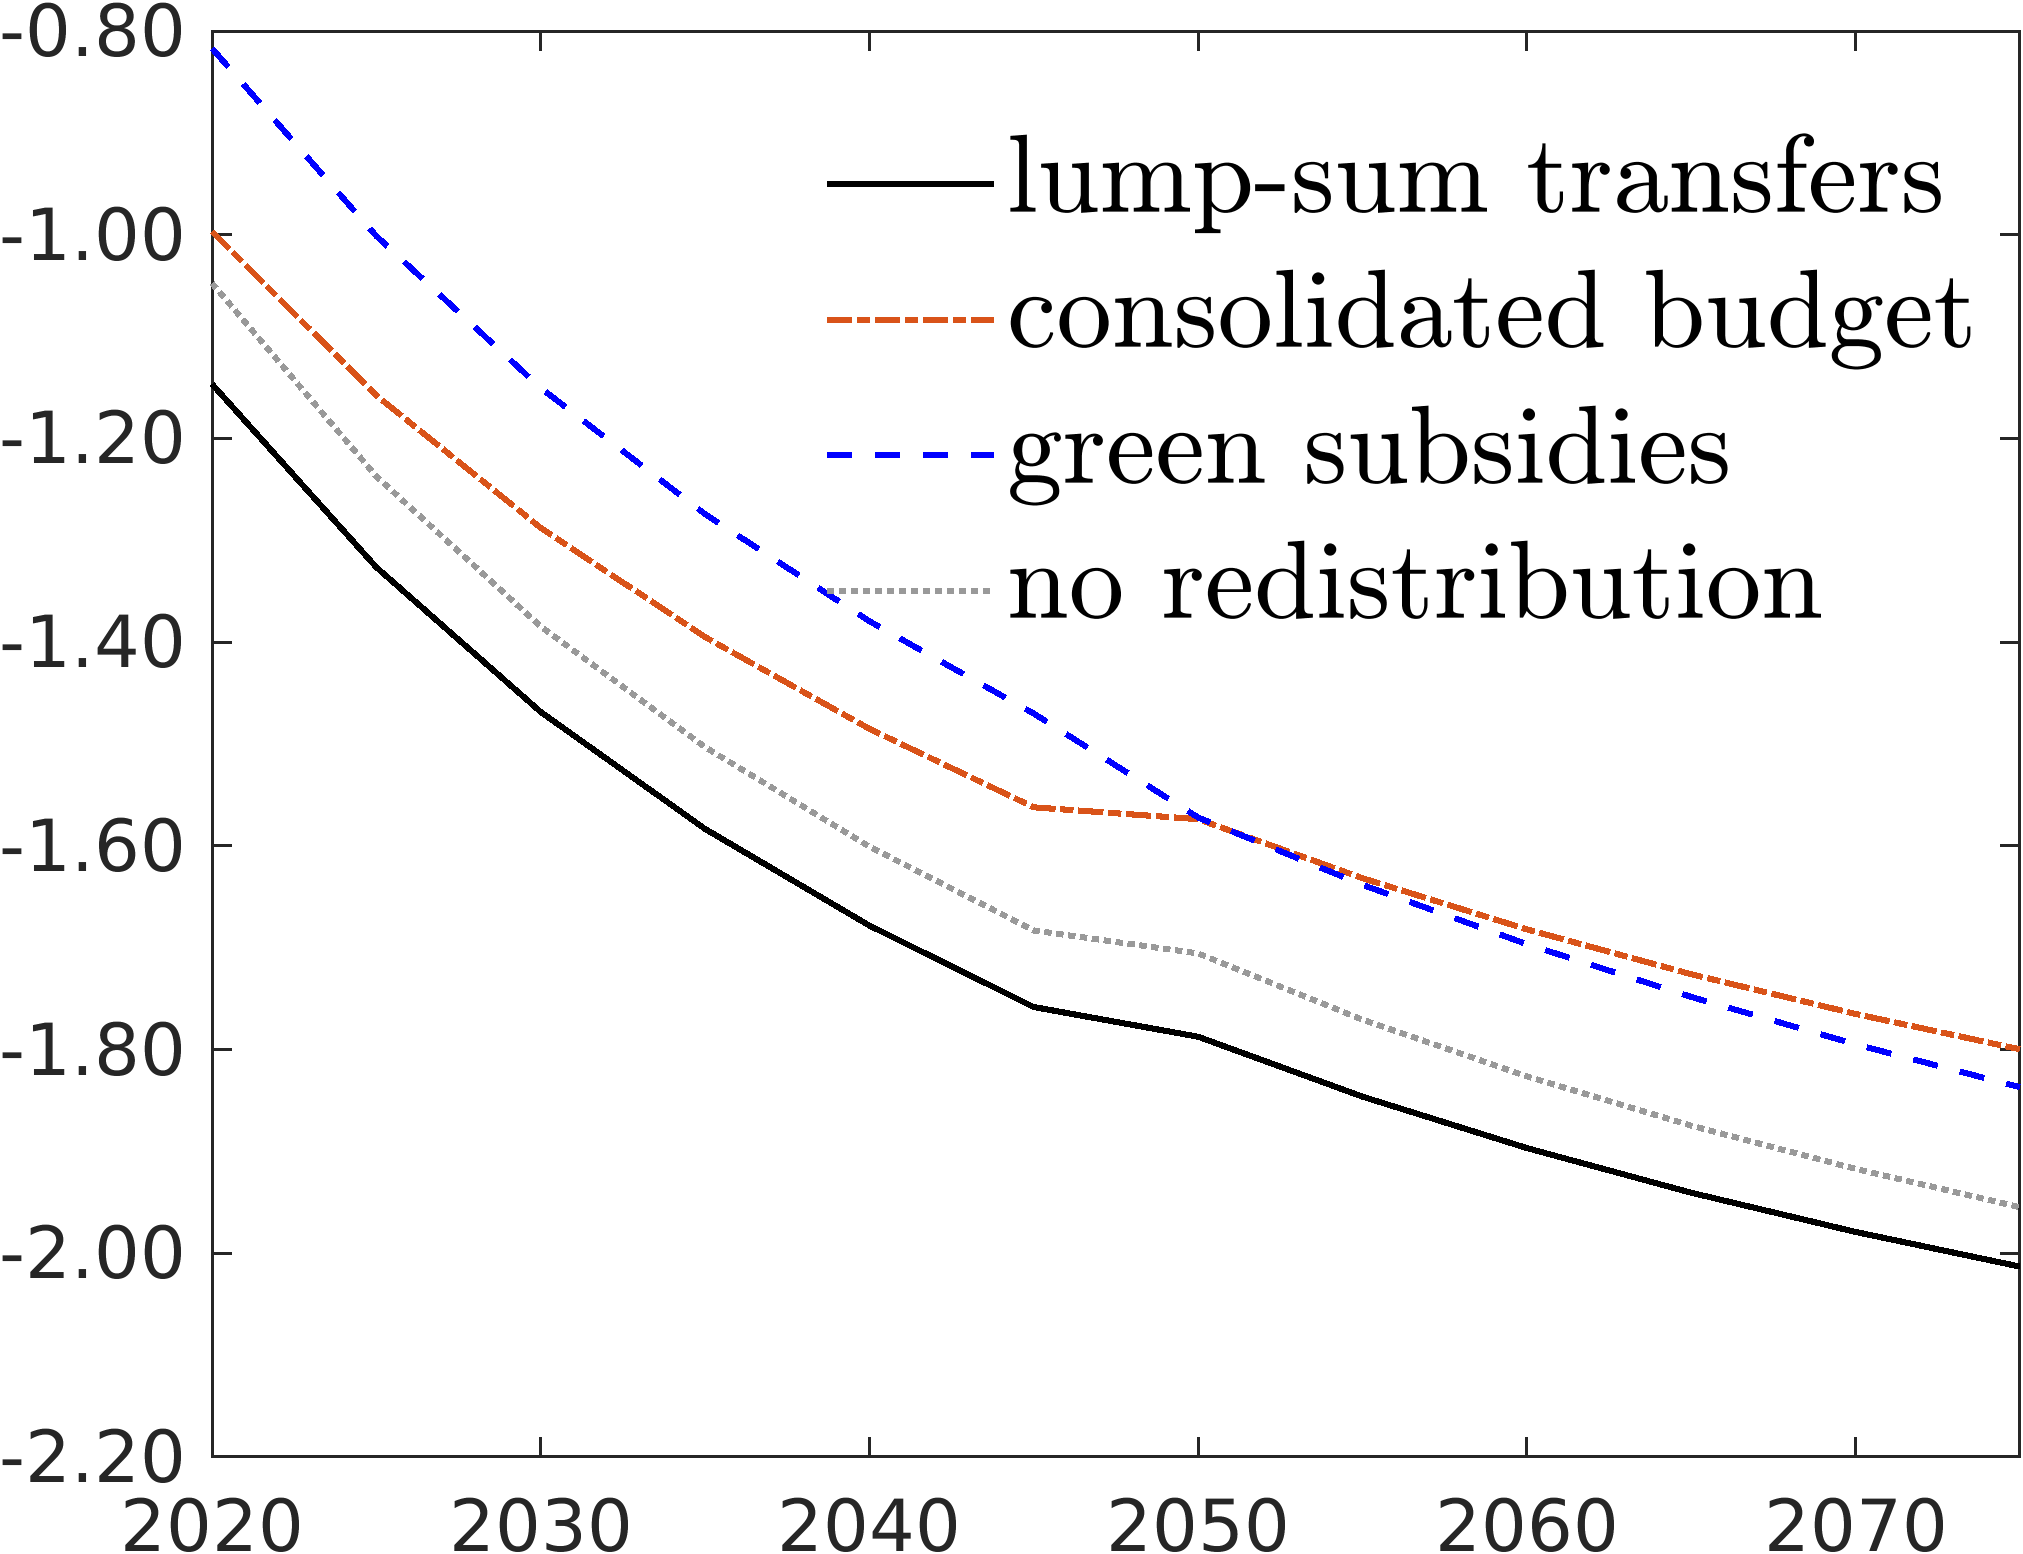 -0.80
-1.00
-1.20
-1.40
-1.60
-1.80
-2.00
-2.20
lump-sum transfers
consolidated budget
green subsidies
no redistribution
2020 2030 2040 2050 2060 2070